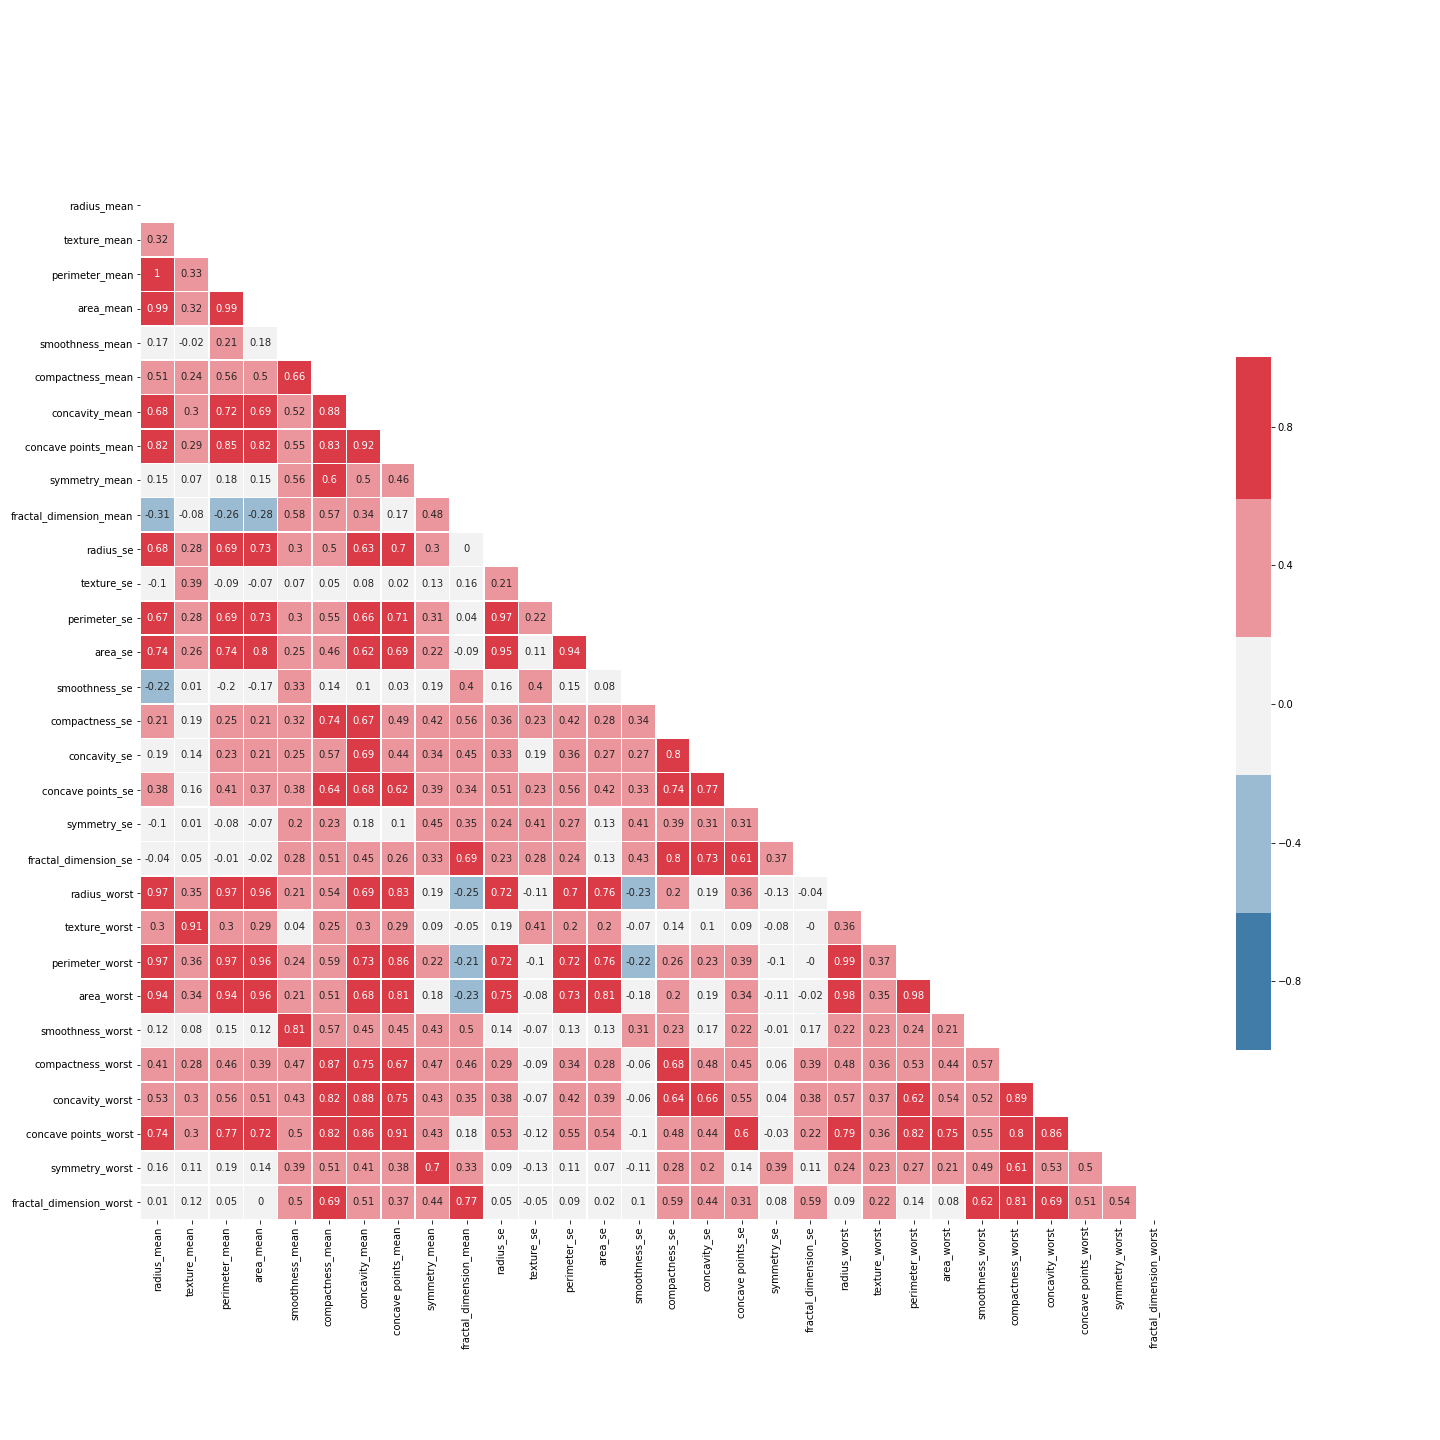 radius_mean
texture_mean 0.32
perimeter_mean 1 0.33
area_mean 0.99 0.32 0.99
smoothness_mean 0.17 -0.02 0.21 0.18
compactness_mean 0.51 0.24 0.56 0.5 0.66
concavity_mean 0.68 0.3 0.72 0.69 0.52 0.88
concave points_mean 0.82 0.29 0.85 0.82 0.55 0.83 0.92
symmetry_mean 0.15 0.07 0.18 0.15 0.56 0.6 0.5 0.46
fractal_dimension_mean -0.31 -0.08 -0.26 -0.28 0.58 0.57 0.34 0.17 0.48
radius_se 0.68 0.28 0.69 0.73 0.3 0.5 0.63 0.7 0.3 0
texture_se -0.1 0.39 -0.09 -0.07 0.07 0.05 0.08 0.02 0.13 0.16 0.21
perimeter_se 0.67 0.28 0.69 0.73 0.3 0.55 0.66 0.71 0.31 0.04 0.97 0.22
area_se 0.74 0.26 0.74 0.8 0.25 0.46 0.62 0.69 0.22 -0.09 0.95 0.11 0.94
smoothness_se -0.22 0.01 -0.2 -0.17 0.33 0.14 0.1 0.03 0.19 0.4 0.16 0.4 0.15 0.08
compactness_se 0.21 0.19 0.25 0.21 0.32 0.74 0.67 0.49 0.42 0.56 0.36 0.23 0.42 0.28 0.34
concavity_se 0.19 0.14 0.23 0.21 0.25 0.57 0.69 0.44 0.34 0.45 0.33 0.19 0.36 0.27 0.27 0.8
concave points_se 0.38 0.16 0.41 0.37 0.38 0.64 0.68 0.62 0.39 0.34 0.51 0.23 0.56 0.42 0.33 0.74 0.77
symmetry_se -0.1 0.01 -0.08 -0.07 0.2 0.23 0.18 0.1 0.45 0.35 0.24 0.41 0.27 0.13 0.41 0.39 0.31 0.31
fractal_dimension_se -0.04 0.05 -0.01 -0.02 0.28 0.51 0.45 0.26 0.33 0.69 0.23 0.28 0.24 0.13 0.43 0.8 0.73 0.61 0.37
radius_worst 0.97 0.35 0.97 0.96 0.21 0.54 0.69 0.83 0.19 -0.25 0.72 -0.11 0.7 0.76 -0.23 0.2 0.19 0.36 -0.13 -0.04
texture_worst 0.3 0.91 0.3 0.29 0.04 0.25 0.3 0.29 0.09 -0.05 0.19 0.41 0.2 0.2 -0.07 0.14 0.1 0.09 -0.08 -0 0.36
perimeter_worst 0.97 0.36 0.97 0.96 0.24 0.59 0.73 0.86 0.22 -0.21 0.72 -0.1 0.72 0.76 -0.22 0.26 0.23 0.39 -0.1 -0 0.99 0.37
area_worst 0.94 0.34 0.94 0.96 0.21 0.51 0.68 0.81 0.18 -0.23 0.75 -0.08 0.73 0.81 -0.18 0.2 0.19 0.34 -0.11 -0.02 0.98 0.35 0.98
smoothness_worst 0.12 0.08 0.15 0.12 0.81 0.57 0.45 0.45 0.43 0.5 0.14 -0.07 0.13 0.13 0.31 0.23 0.17 0.22 -0.01 0.17 0.22 0.23 0.24 0.21
compactness_worst 0.41 0.28 0.46 0.39 0.47 0.87 0.75 0.67 0.47 0.46 0.29 -0.09 0.34 0.28 -0.06 0.68 0.48 0.45 0.06 0.39 0.48 0.36 0.53 0.44 0.57
concavity_worst 0.53 0.3 0.56 0.51 0.43 0.82 0.88 0.75 0.43 0.35 0.38 -0.07 0.42 0.39 -0.06 0.64 0.66 0.55 0.04 0.38 0.57 0.37 0.62 0.54 0.52 0.89
concave points_worst 0.74 0.3 0.77 0.72 0.5 0.82 0.86 0.91 0.43 0.18 0.53 -0.12 0.55 0.54 -0.1 0.48 0.44 0.6 -0.03 0.22 0.79 0.36 0.82 0.75 0.55 0.8 0.86
symmetry_worst 0.16 0.11 0.19 0.14 0.39 0.51 0.41 0.38 0.7 0.33 0.09 -0.13 0.11 0.07 -0.11 0.28 0.2 0.14 0.39 0.11 0.24 0.23 0.27 0.21 0.49 0.61 0.53 0.5
fractal_dimension_worst 0.01 0.12 0.05 0 0.5 0.69 0.51 0.37 0.44 0.77 0.05 -0.05 0.09 0.02 0.1 0.59 0.44 0.31 0.08 0.59 0.09 0.22 0.14 0.08 0.62 0.81 0.69 0.51 0.54
radius_mean
texture_mean
perimeter_mean
area_mean
smoothness_mean
compactness_mean
concavity_mean
concave points_mean
symmetry_mean
fractal_dimension_mean
radius_se
texture_se
perimeter_se
area_se
smoothness_se
compactness_se
concavity_se
concave points_se
symmetry_se
fractal_dimension_se
radius_worst
texture_worst
perimeter_worst
area_worst
smoothness_worst
compactness_worst
concavity_worst
concave points_worst
symmetry_worst
fractal_dimension_worst
0.8
0.4
0.0
−0.4
−0.8